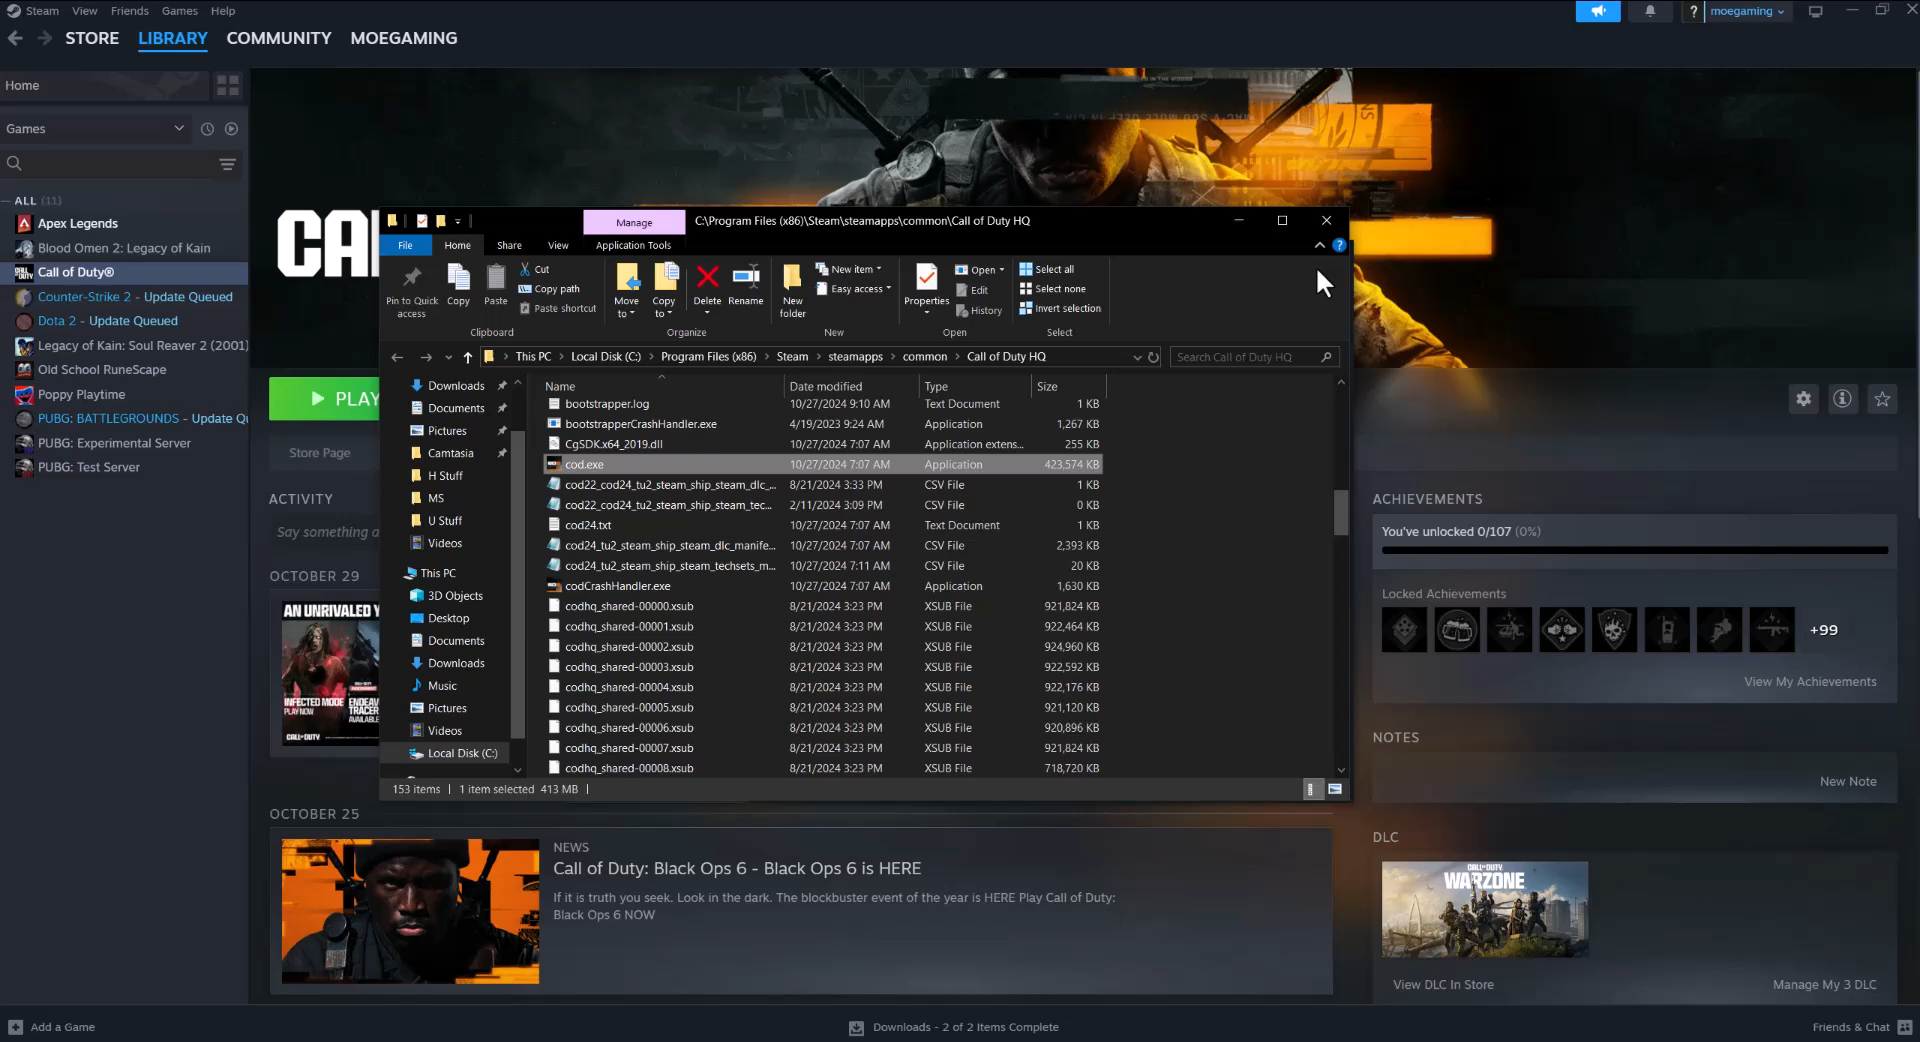 Steam View Friends Games Help
? moegaming
STORE LIBRARY COMMUNITY MOEGAMING
Home
Games
ALL (11)
Apex Legends
Blood Omen 2: Legacy of Kain
Call of Duty®
Counter-Strike 2 - Update Queued
Dota 2 - Update Queued
Legacy of Kain: Soul Reaver 2 (2001)
Old School RuneScape
Poppy Playtime
PUBG: BATTLEGROUNDS - Update Qu
PUBG: Experimental Server
PUBG: Test Server
Add a Game
CAL
PLAY
Store Page
ACTIVITY
Say something a
OCTOBER 29
AN UNRIVALED Y
INFECTED MODE
PLAY NOW.
ENDEAV
TRACER
AVAILABL
CALL OF DUTY
Manage C:\Program Files (x86)\Steam\steamapps\common\Call of Duty HQ
File Home Share View Application Tools
Pin to Quick access
Copy
Paste
Cut
Copy path
Paste shortcut
Clipboard
Move to
Copy to
Delete
Rename
Organize
New folder
New item
Easy access
New
Properties
Open
Edit
History
Open
Select all
Select none
Invert selection
Select
This PC Local Disk (C:) Program Files (x86) Steam steamapps common Call of Duty HQ
Search Call of Duty HQ
Downloads
Documents
Pictures
Camtasia
H Stuff
MS
U Stuff
Videos
This PC
3D Objects
Desktop
Documents
Downloads
Music
Pictures
Videos
Local Disk (C:)
Name Date modified Type Size
bootstrapper.log 10/27/2024 9:10 AM Text Document 1 KB
bootstrapperCrashHandler.exe 4/19/2023 9:24 AM Application 1,267 KB
CgSDK.x64_2019.dll 10/27/2024 7:07 AM Application extens... 255 KB
cod.exe 10/27/2024 7:07 AM Application 423,574 KB
cod22_cod24_tu2_steam_ship_steam_dlc_... 8/21/2024 3:33 PM CSV File 1 KB
cod22_cod24_tu2_steam_ship_steam_tec... 2/11/2024 3:09 PM CSV File 0 KB
cod24.txt 10/27/2024 7:07 AM Text Document 1 KB
cod24_tu2_steam_ship_steam_dlc_manife... 10/27/2024 7:07 AM CSV File 2,393 KB
cod24_tu2_steam_ship_steam_techsets_m... 10/27/2024 7:11 AM CSV File 20 KB
codCrashHandler.exe 10/27/2024 7:07 AM Application 1,630 KB
codhq_shared-00000.xsub 8/21/2024 3:23 PM XSUB File 921,824 KB
codhq_shared-00001.xsub 8/21/2024 3:23 PM XSUB File 922,464 KB
codhq_shared-00002.xsub 8/21/2024 3:23 PM XSUB File 924,960 KB
codhq_shared-00003.xsub 8/21/2024 3:23 PM XSUB File 922,592 KB
codhq_shared-00004.xsub 8/21/2024 3:23 PM XSUB File 922,176 KB
codhq_shared-00005.xsub 8/21/2024 3:23 PM XSUB File 921,120 KB
codhq_shared-00006.xsub 8/21/2024 3:23 PM XSUB File 920,896 KB
codhq_shared-00007.xsub 8/21/2024 3:23 PM XSUB File 921,824 KB
codhq_shared-00008.xsub 8/21/2024 3:23 PM XSUB File 718,720 KB
153 items 1 item selected 413 MB
OCTOBER 25
NEWS
Call of Duty: Black Ops 6 - Black Ops 6 is HERE
If it is truth you seek. Look in the dark. The blockbuster event of the year is HERE Play Call of Duty:
Black Ops 6 NOW
ACHIEVEMENTS
You've unlocked 0/107 (0%)
Locked Achievements
+99
View My Achievements
NOTES
New Note
DLC
CALL OF DUTY
WARZONE
View DLC In Store
Manage My 3 DLC
Downloads - 2 of 2 Items Complete
Friends & Chat